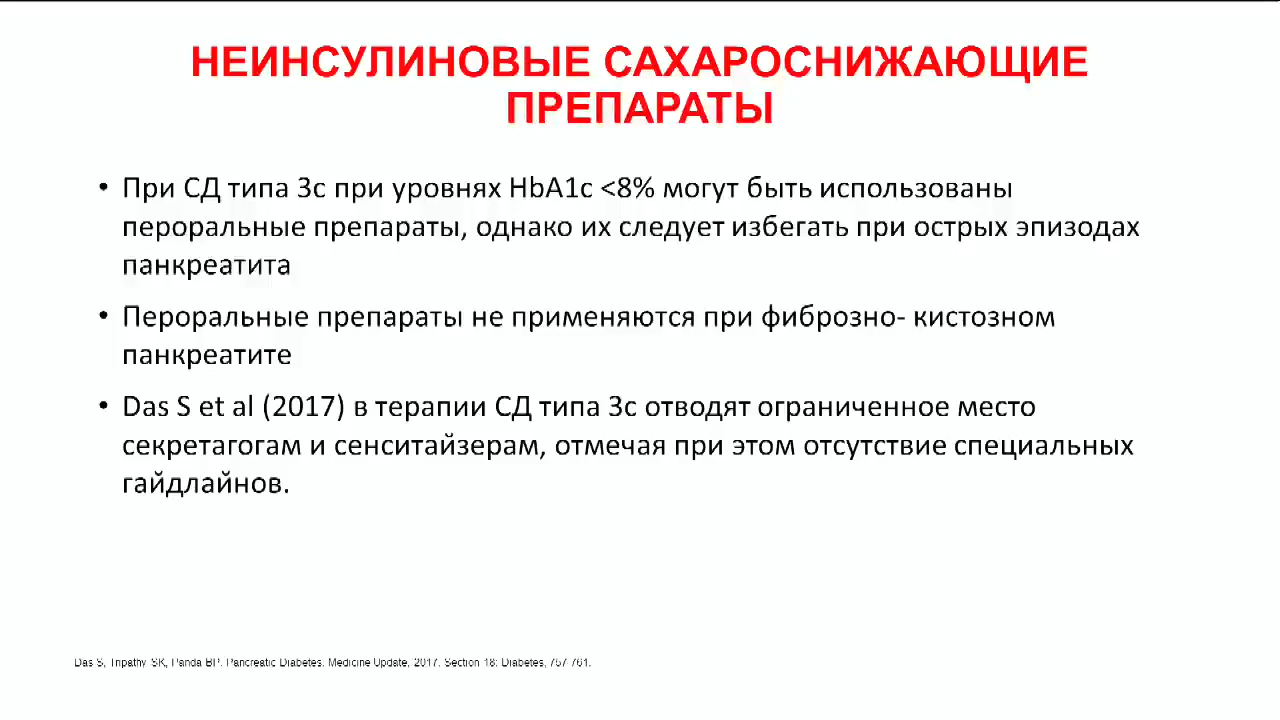 НЕИНСУЛИНОВЫЕ САХАРОСНИЖАЮЩИЕ
ПРЕПАРАТЫ
• При СД типа 3с при уровнях HbA1c <8% могут быть использованы
пероральные препараты, однако их следует избегать при острых эпизодах
панкреатита
• Пероральные препараты не применяются при фиброзно- кистозном
панкреатите
• Das S et al (2017) в терапии СД типа 3с отводят ограниченное место
секретагогам и сенситайзерам, отмечая при этом отсутствие специальных
гайдлайнов.
Das S, Tripathy SK, Panda BP. Pancreatic Diabetes. Medicine Update, 2017. Section 18: Diabetes, 757-761.